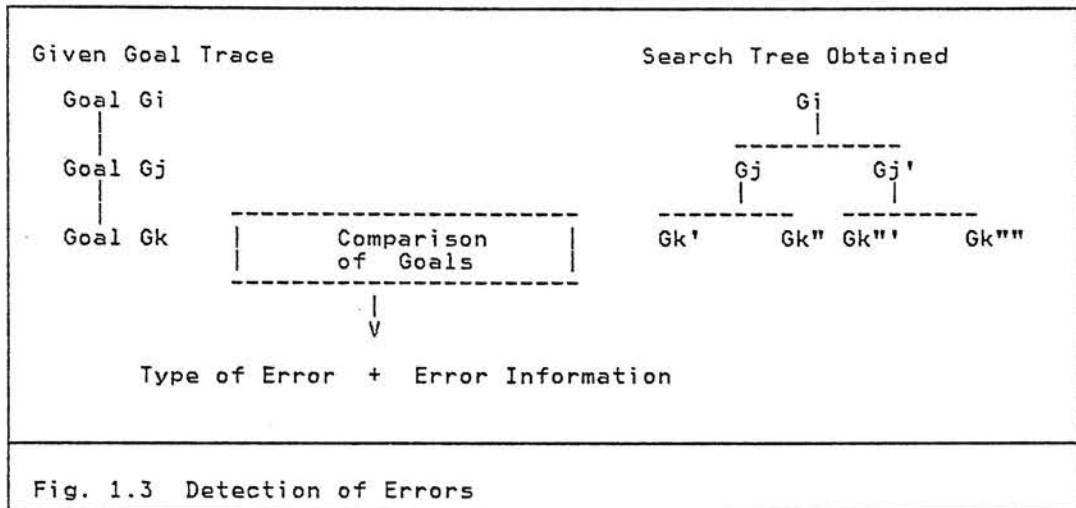 Given Goal Trace Search Tree Obtained
Goal Gi Gi
Goal Gj Gj Gj'
Goal Gk Comparison Gk' Gk" Gk"' Gk""
of Goals
V
Type of Error + Error Information
Fig. 1.3 Detection of Errors